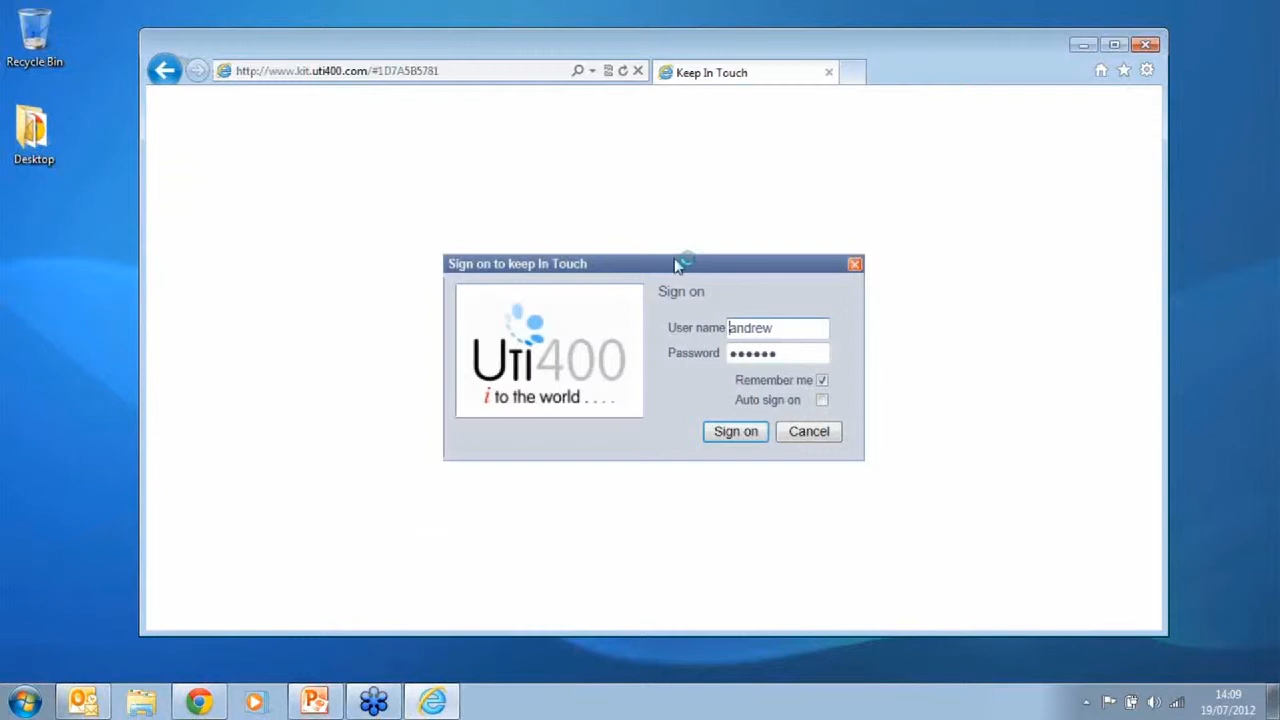 Recycle Bin
Desktop
http://www.kit.uti400.com/#1D7A5B5781
Keep In Touch
Sign on to keep In Touch
Uti400
i to the world . . . .
Sign on
User name andrew
Password ●●●●●●
Remember me
Auto sign on
Sign on
Cancel
14:09
19/07/2012